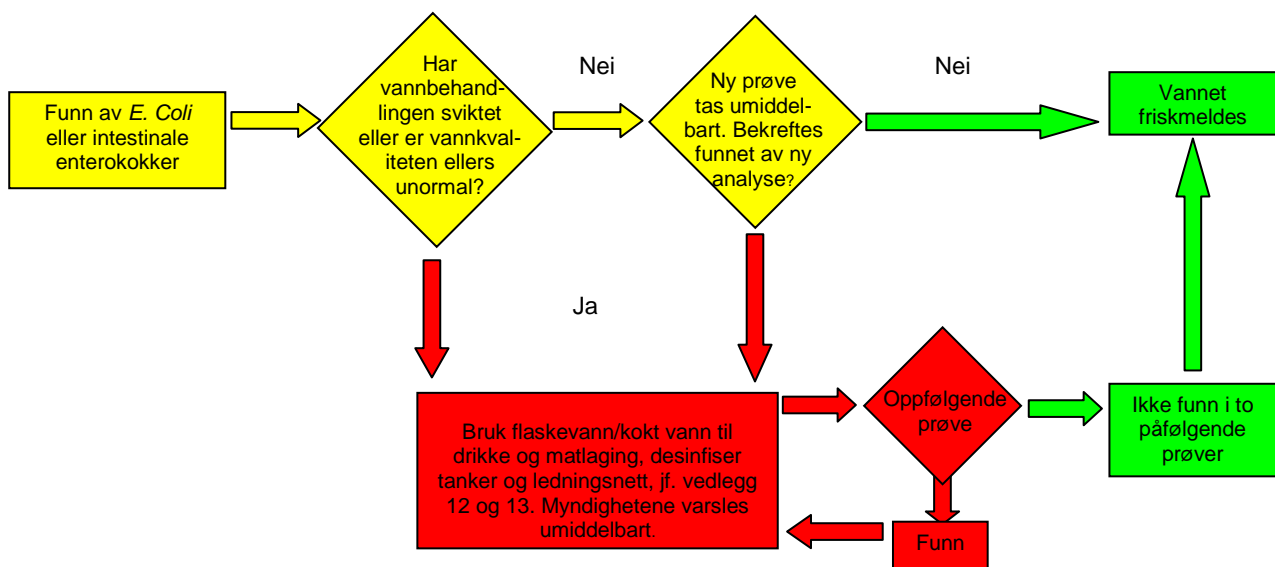 Funn av E. Coli
eller intestinale
enterokokker
Har
vannbehand-
lingen sviktet
eller er vannkval-
iteten ellers
unormal?
Nei
Ny prøve
tas umiddel-
bart. Bekreftes
funnet av ny
analyse?
Nei
Vannet
friskmeldes
Ja
Bruk flaskevann/kokt vann til
drikke og matlaging, desinfiser
tanker og ledningsnett, jf. vedlegg
12 og 13. Myndighetene varsles
umiddelbart.
Oppfølgende
prøve
Funn
Ikke funn i to
påfølgende
prøver